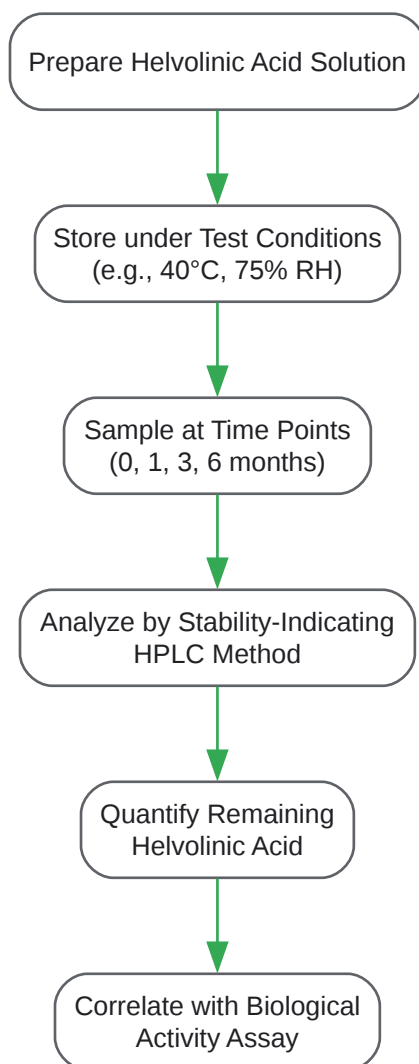 Prepare Helvolinic Acid Solution
Store under Test Conditions
(e.g., 40°C, 75% RH)
Sample at Time Points
(0, 1, 3, 6 months)
Analyze by Stability-Indicating
HPLC Method
Quantify Remaining
Helvolinic Acid
Correlate with Biological
Activity Assay